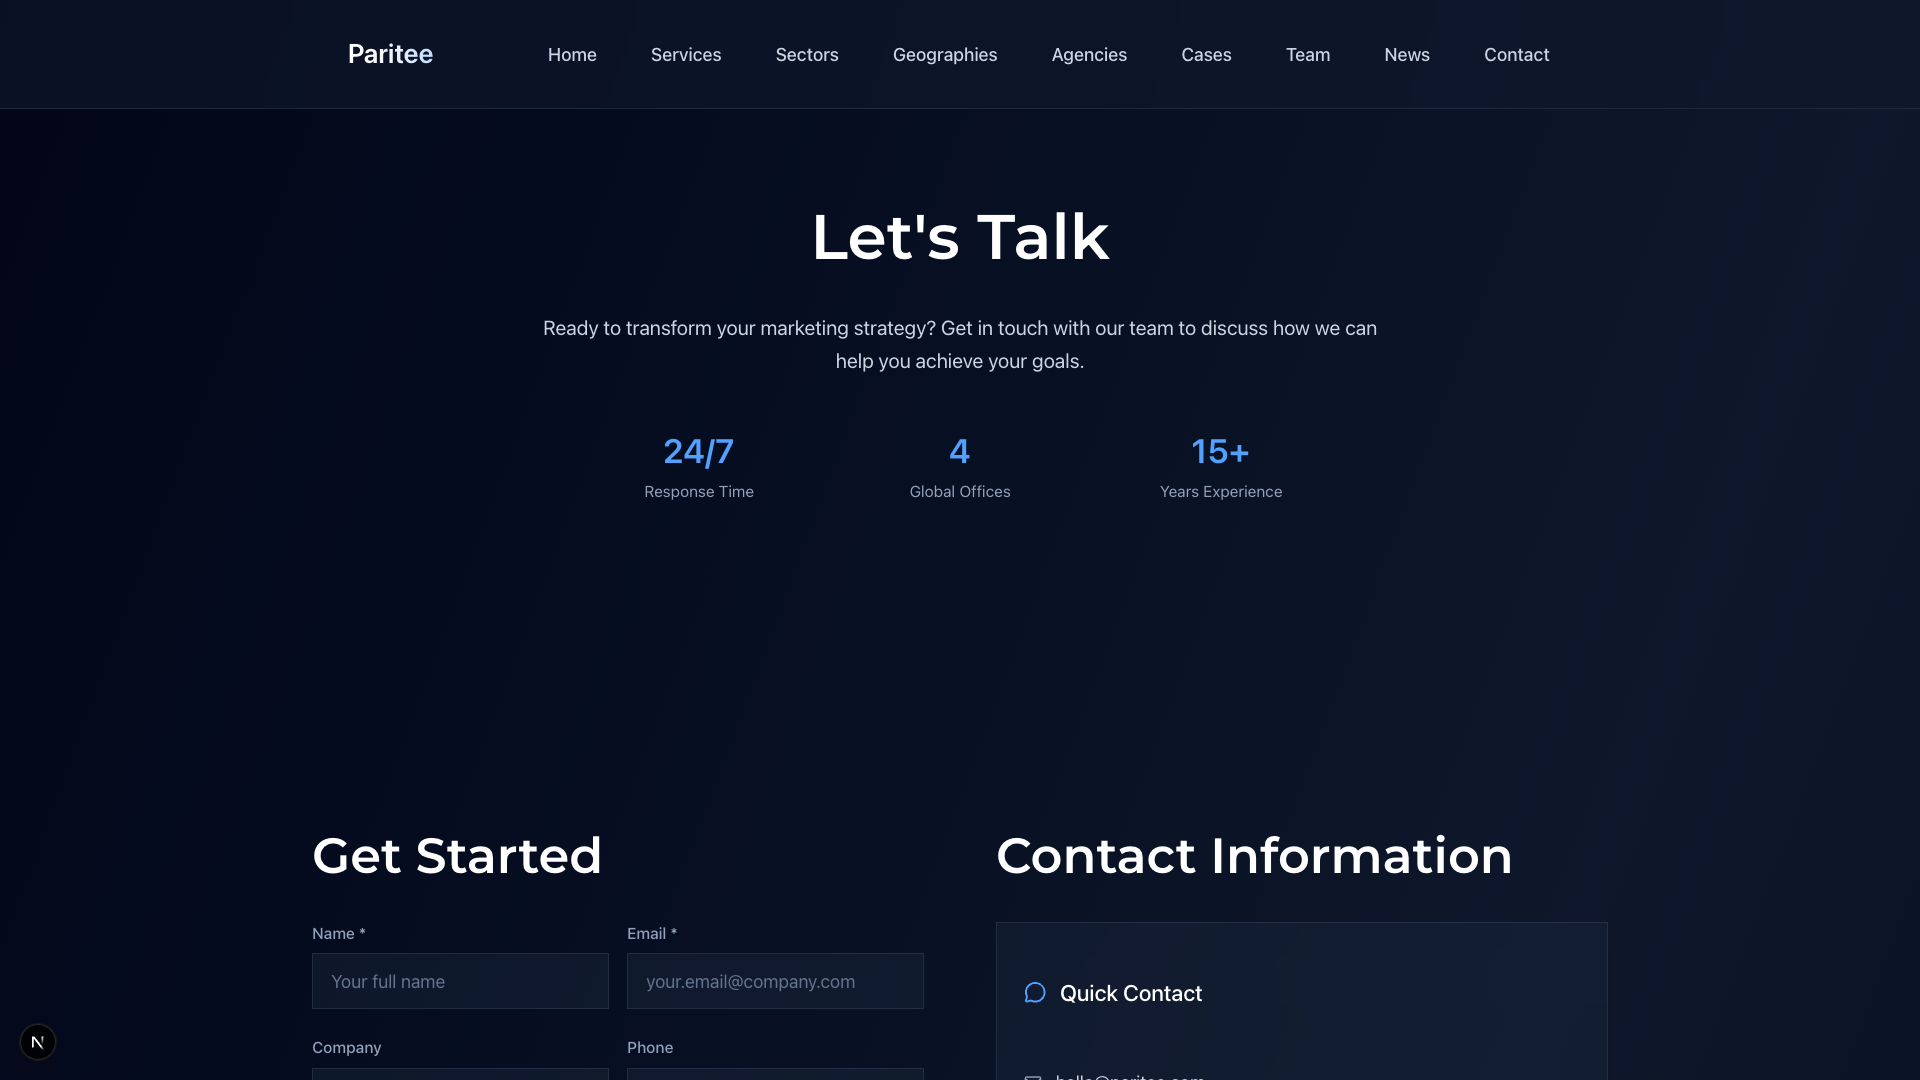 Paritee
Home
Services
Sectors
Geographies
Agencies
Cases
Team
News
Contact
Let's Talk
Ready to transform your marketing strategy? Get in touch with our team to discuss how we can
help you achieve your goals.
24/7
Response Time
4
Global Offices
15+
Years Experience
Get Started
Name *
Your full name
Email *
your.email@company.com
Company
Phone
Contact Information
Quick Contact
hello@paritee.com
N